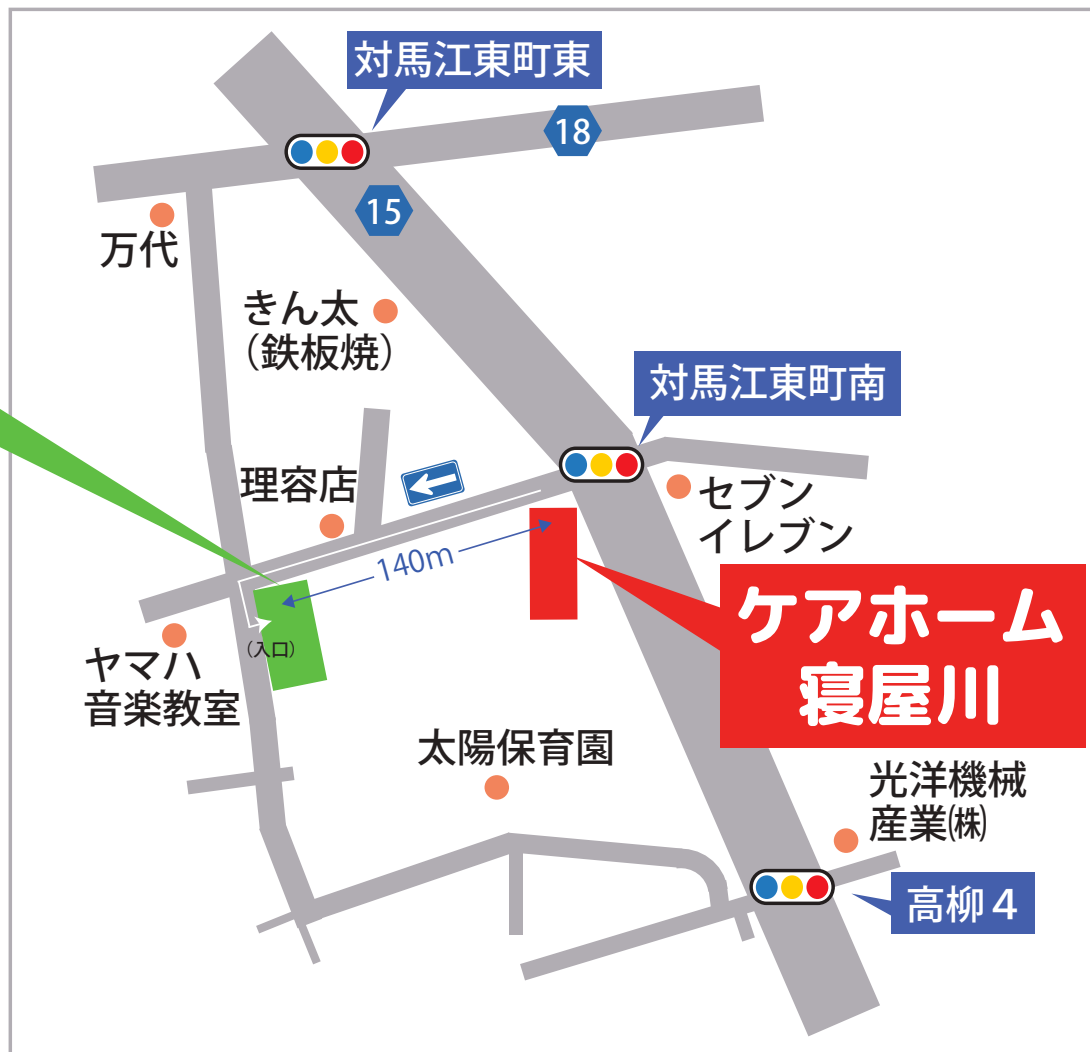 対馬江東町東
18
15
万代
きん太
（鉄板焼）
対馬江東町南
理容店
セブン
イレブン
140m
ケアホーム
寝屋川
（入口）
ヤマハ
音楽教室
太陽保育園
光洋機械
産業㈱
高柳4